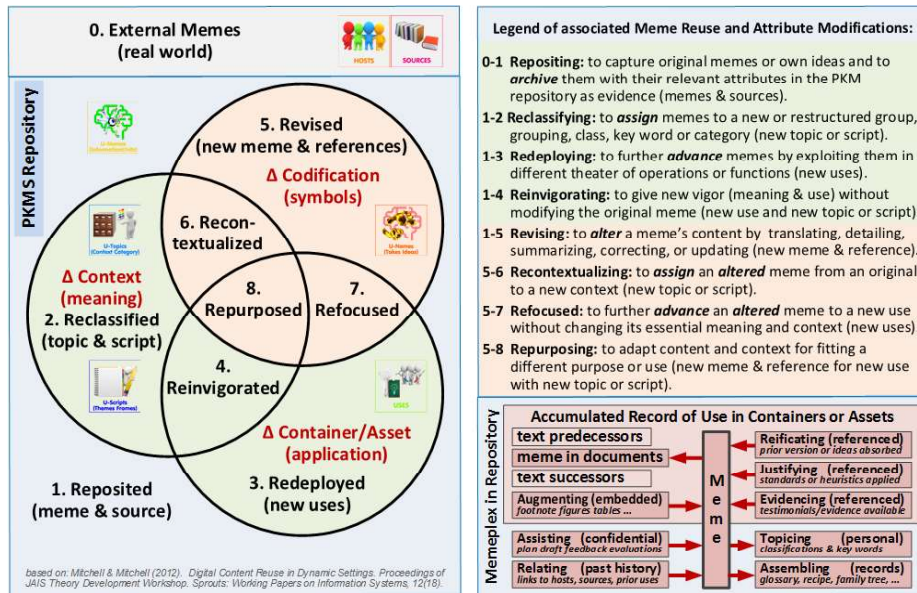 0. External Memes
(real world)
HOSTS
SOURCES
PKMS Repository
5. Revised
(new meme & references)
Δ Codification
(symbols)
6. Recon-
textualized
U-Topics
(Context Category)
U-Memes
(Takes Ideas)
Δ Context
(meaning)
2. Reclassified
(topic & script)
8.
Repurposed
7.
Refocused
4.
Reinvigorated
U-Scripts
(Themes Frames)
USES
Δ Container/Asset
(application)
3. Redeployed
(new uses)
1. Reposited
(meme & source)
based on: Mitchell & Mitchell (2012). Digital Content Reuse in Dynamic Settings. Proceedings of
JAIS Theory Development Workshop. Sprouts: Working Papers on Information Systems, 12(18).
Legend of associated Meme Reuse and Attribute Modifications:
0-1 Repositing: to capture original memes or own ideas and to
archive them with their relevant attributes in the PKM
repository as evidence (memes & sources).
1-2 Reclassifying: to assign memes to a new or restructured group,
grouping, class, key word or category (new topic or script).
1-3 Redeploying: to further advance memes by exploiting them in
different theater of operations or functions (new uses).
1-4 Reinvigorating: to give new vigor (meaning & use) without
modifying the original meme (new use and new topic or script)
1-5 Revising: to alter a meme's content by translating, detailing,
summarizing, correcting, or updating (new meme & reference).
5-6 Recontextualizing: to assign an altered meme from an original
to a new context (new topic or script).
5-7 Refocused: to further advance an altered meme to a new use
without changing its essential meaning and context (new uses)
5-8 Repurposing: to adapt content and context for fitting a
different purpose or use (new meme & reference for new use
with new topic or script).
Memeplex in Repository
Accumulated Record of Use in Containers or Assets
text predecessors
meme in documents
text successors
Augmenting (embedded)
footnote figures tables ...
Assisting (confidential)
plan draft feedback evaluations
Relating (past history)
links to hosts, sources, prior uses
Meme
Reificating (referenced)
prior version or ideas absorbed
Justifying (referenced)
standards or heuristics applied
Evidencing (referenced)
testimonials/evidence available
Topicing (personal)
classifications & key words
Assembling (records)
glossary, recipe, family tree, ...